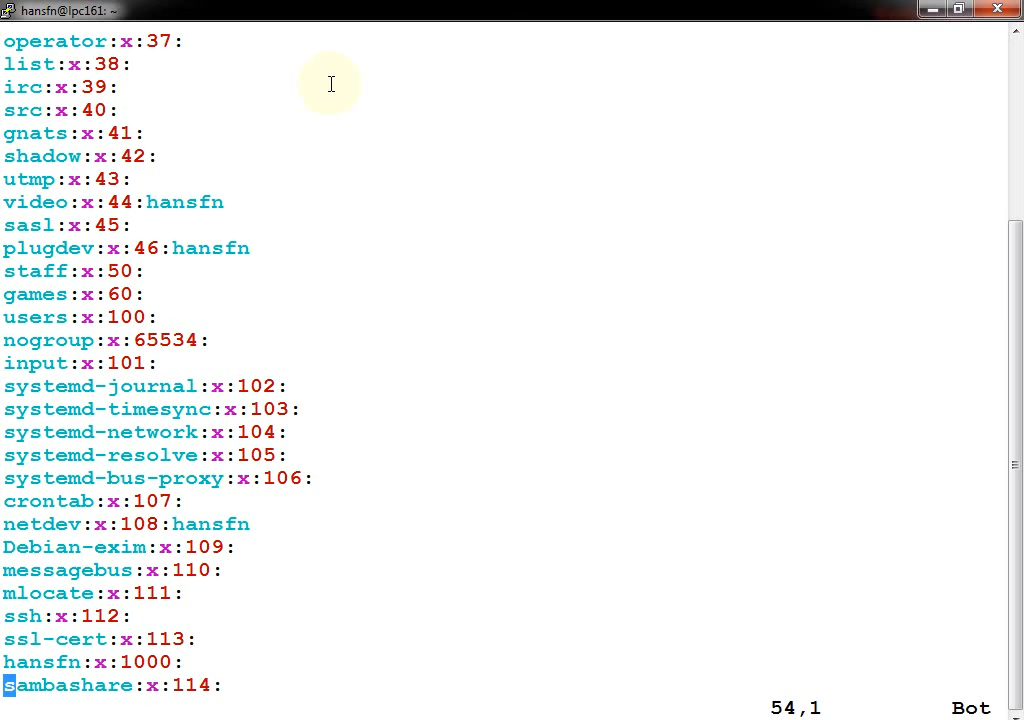 hansfn@lpc161: ~
operator:x:37:
list:x:38:
irc:x:39:
src:x:40:
gnats:x:41:
shadow:x:42:
utmp:x:43:
video:x:44:hansfn
sasl:x:45:
plugdev:x:46:hansfn
staff:x:50:
games:x:60:
users:x:100:
nogroup:x:65534:
input:x:101:
systemd-journal:x:102:
systemd-timesync:x:103:
systemd-network:x:104:
systemd-resolve:x:105:
systemd-bus-proxy:x:106:
crontab:x:107:
netdev:x:108:hansfn
Debian-exim:x:109:
messagebus:x:110:
mlocate:x:111:
ssh:x:112:
ssl-cert:x:113:
hansfn:x:1000:
sambashare:x:114:
54,1 Bot